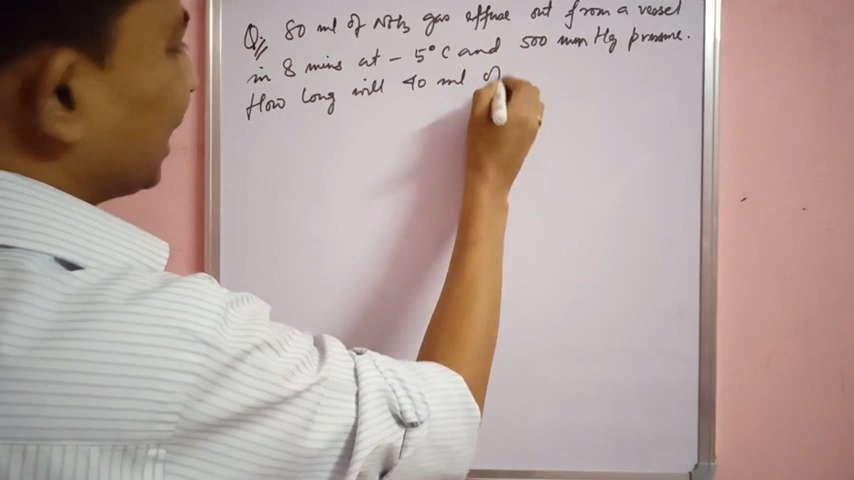 Q. 80 ml of NH3 gas effuse out from a vessel
in 8 mins at - 5°C and 500 mm Hg pressure.
How long will 40 ml o